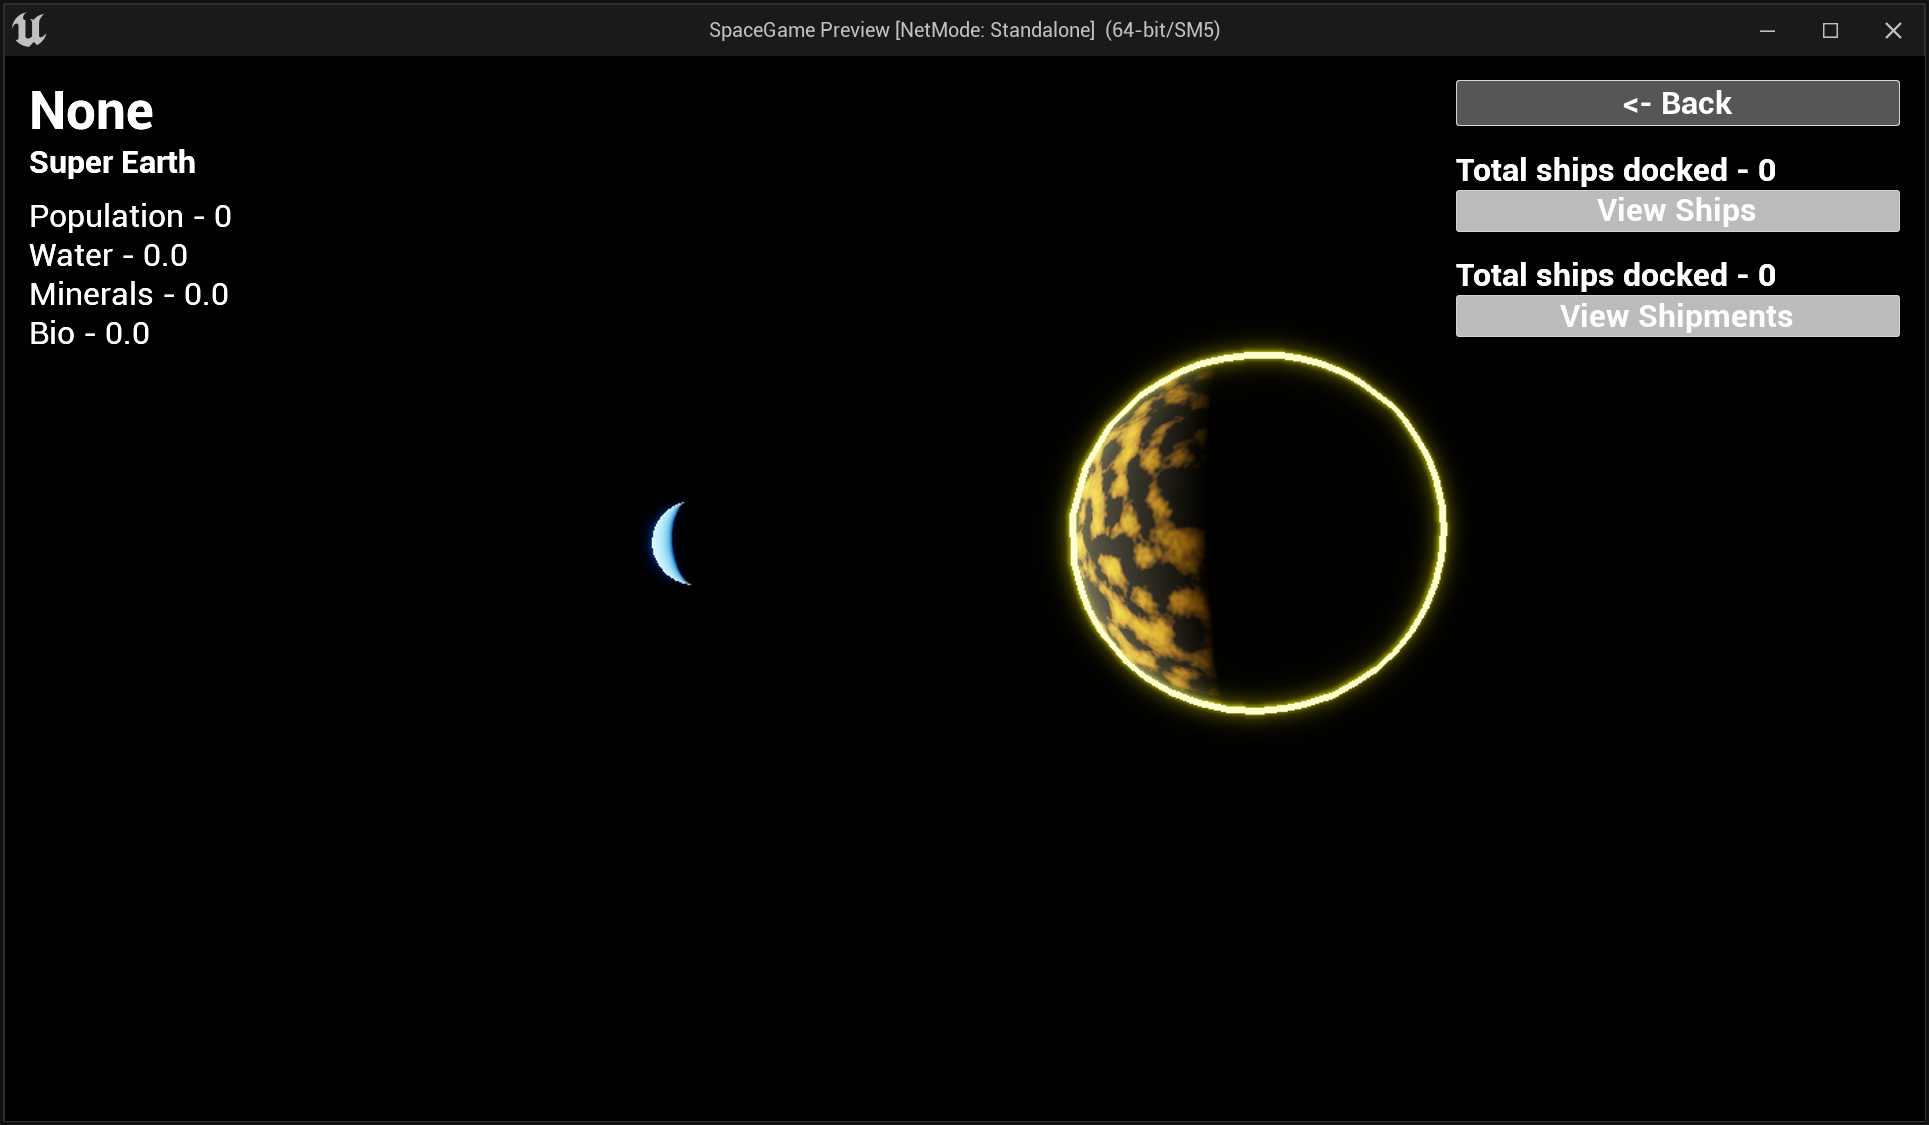 SpaceGame Preview [NetMode: Standalone] (64-bit/SM5)
None
Super Earth
Population - 0
Water - 0.0
Minerals - 0.0
Bio - 0.0
<- Back
Total ships docked - 0
View Ships
Total ships docked - 0
View Shipments